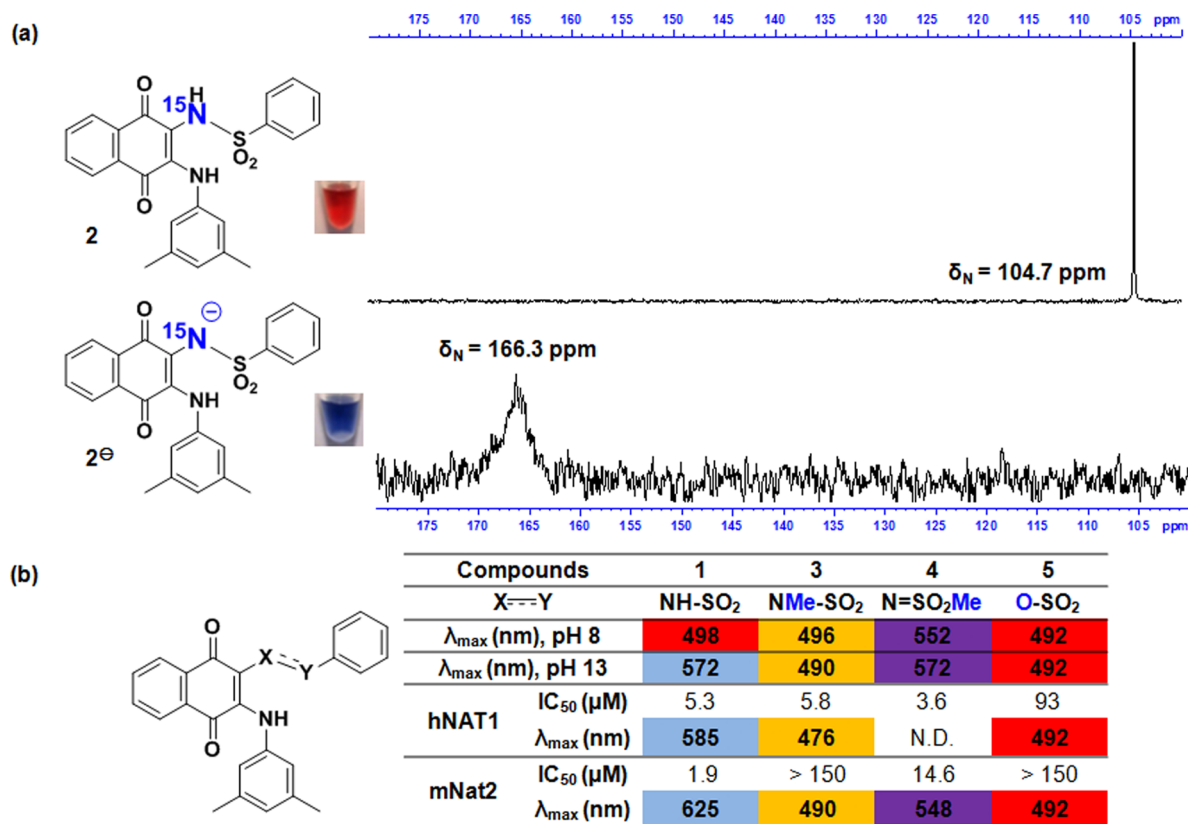 (a)
175 170 165 160 155 150 145 140 135 130 125 120 115 110 105 ppm
O
H
15N
S
O2
NH
O
2
δN = 104.7 ppm
O
15N ⊖
S
O2
NH
O
2⊖
δN = 166.3 ppm
175 170 165 160 155 150 145 140 135 130 125 120 115 110 105 ppm
(b)
O
X
Y
NH
O
Compounds 1 3 4 5
X=Y NH-SO2 NMe-SO2 N=SO2Me O-SO2
λmax (nm), pH 8 498 496 552 492
λmax (nm), pH 13 572 490 572 492
hNAT1 IC50 (µM) 5.3 5.8 3.6 93
λmax (nm) 585 476 N.D. 492
mNat2 IC50 (µM) 1.9 > 150 14.6 > 150
λmax (nm) 625 490 548 492